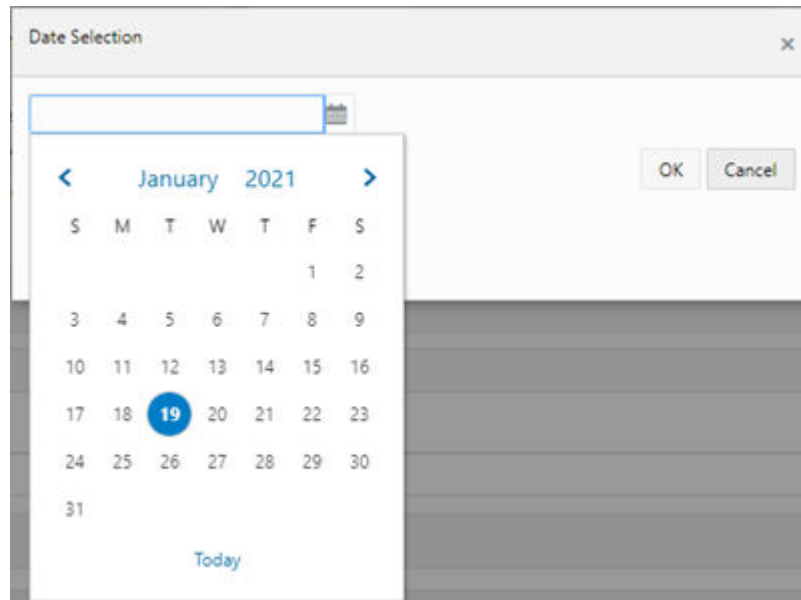 Date Selection ×
OK Cancel
January 2021
S M T W T F S
1 2
3 4 5 6 7 8 9
10 11 12 13 14 15 16
17 18 19 20 21 22 23
24 25 26 27 28 29 30
31
Today